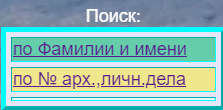 Поиск:
по Фамилии и имени
по № арх.,личн.дела